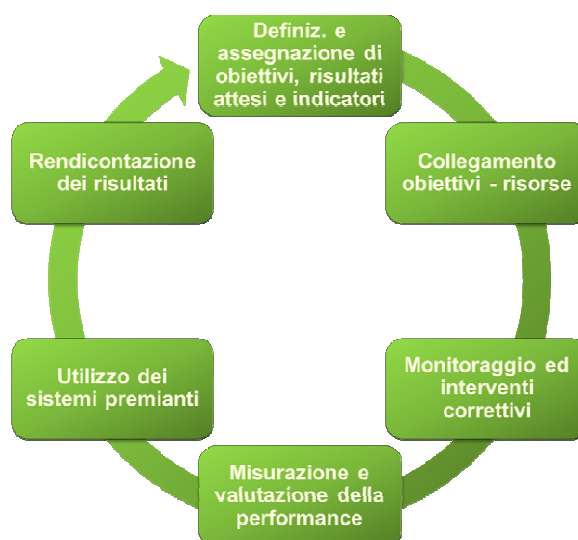 Definiz. e
assegnazione di
obiettivi, risultati
attesi e indicatori
Collegamento
obiettivi - risorse
Monitoraggio ed
interventi
correttivi
Misurazione e
valutazione della
performance
Utilizzo dei
sistemi premianti
Rendicontazione
dei risultati